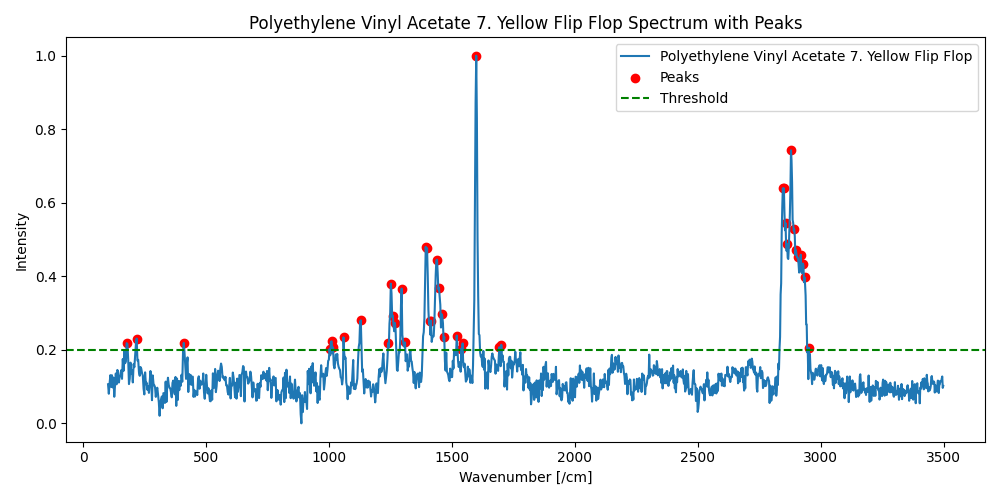 Polyethylene Vinyl Acetate 7. Yellow Flip Flop Spectrum with Peaks
Polyethylene Vinyl Acetate 7. Yellow Flip Flop
Peaks
Threshold
Intensity
1.0
0.8
0.6
0.4
0.2
0.0
0 500 1000 1500 2000 2500 3000 3500
Wavenumber [/cm]